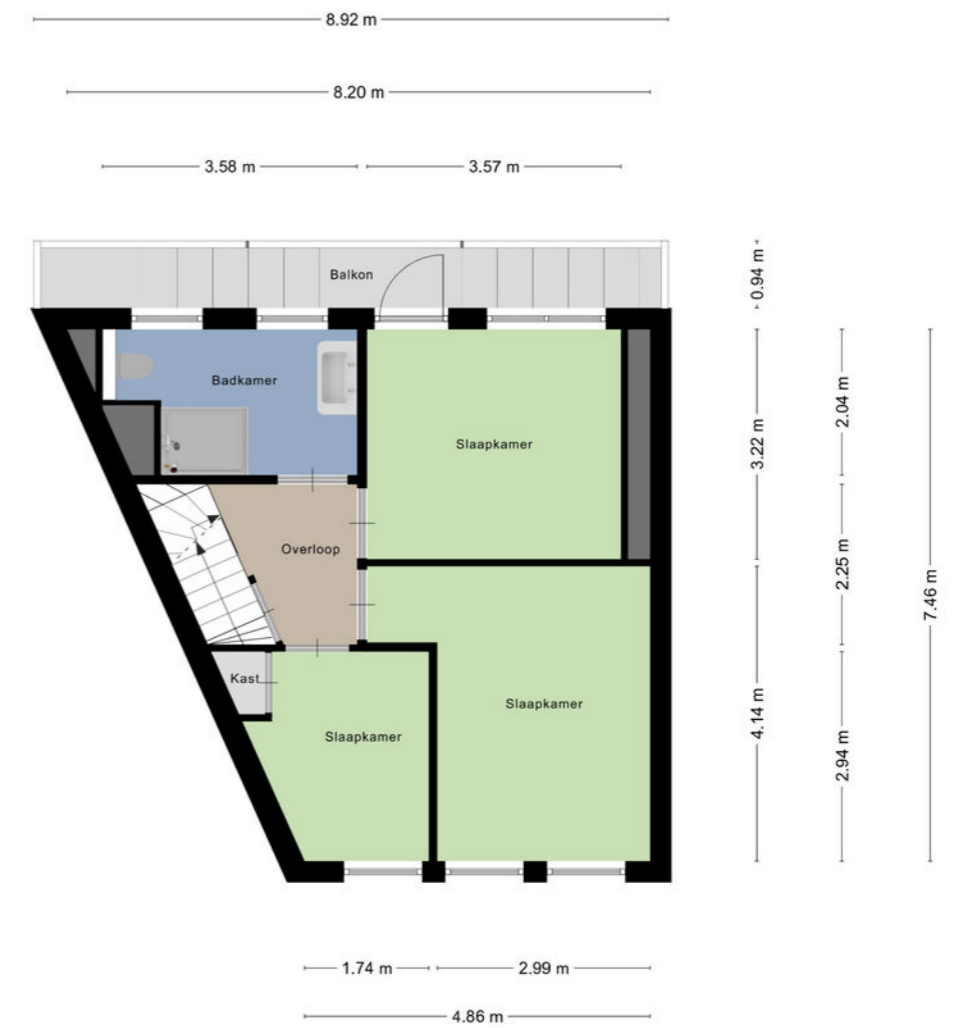 8.92 m
8.20 m
3.58 m
3.57 m
Balkon
0.94 m
Badkamer
2.04 m
3.22 m
Slaapkamer
Overloop
2.25 m
7.46 m
Kast
Slaapkamer
4.14 m
Slaapkamer
2.94 m
1.74 m
2.99 m
4.86 m